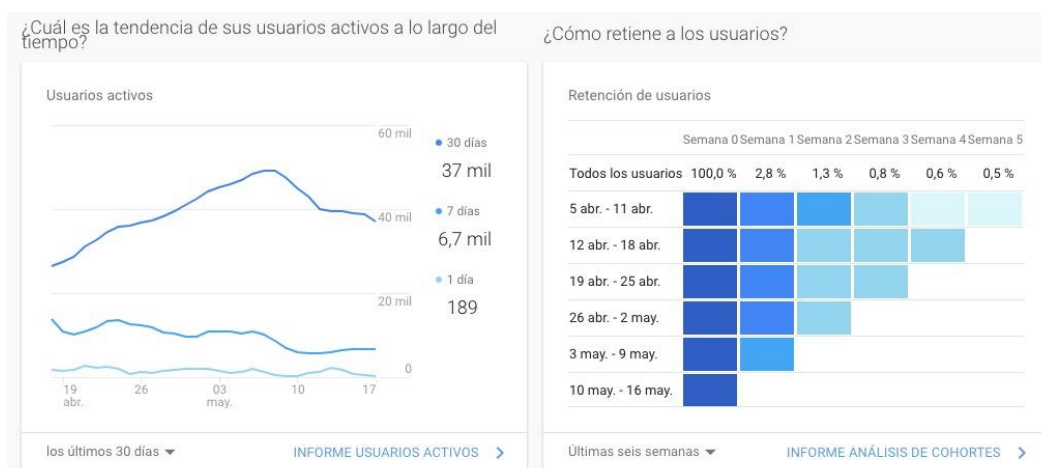 ¿Cuál es la tendencia de sus usuarios activos a lo largo del
tiempo?
Usuarios activos
60 mil
40 mil
20 mil
0
19
abr.
26
03
may.
10
17
30 días
37 mil
7 días
6,7 mil
1 día
189
los últimos 30 días
INFORME USUARIOS ACTIVOS
¿Cómo retiene a los usuarios?
Retención de usuarios
Semana 0 Semana 1 Semana 2 Semana 3 Semana 4 Semana 5
Todos los usuarios 100,0 % 2,8 % 1,3 % 0,8 % 0,6 % 0,5 %
5 abr. - 11 abr.
12 abr. - 18 abr.
19 abr. - 25 abr.
26 abr. - 2 may.
3 may. - 9 may.
10 may. - 16 may.
Últimas seis semanas
INFORME ANÁLISIS DE COHORTES